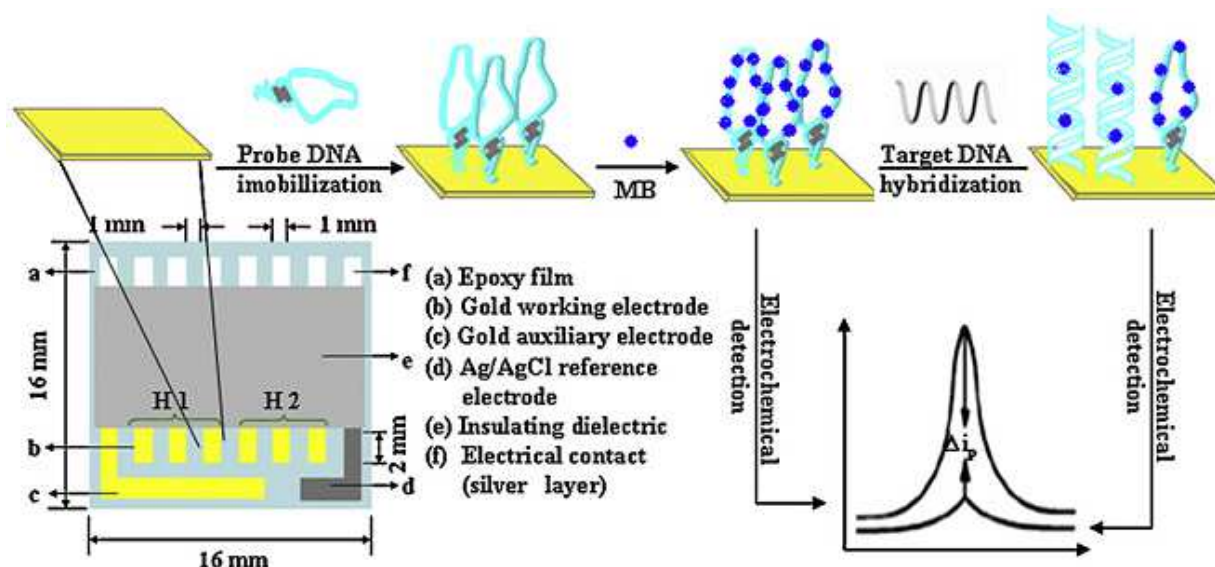 Probe DNA
imobillization
MB
Target DNA
hybridization
1 mm
1 mm
a
f
16 mm
e
H 1
H 2
b
2 mm
c
d
16 mm
(a) Epoxy film
(b) Gold working electrode
(c) Gold auxiliary electrode
(d) Ag/AgCl reference
electrode
(e) Insulating dielectric
(f) Electrical contact
(silver layer)
Electrochemical
detection
Δ iP
Electrochemical
detection